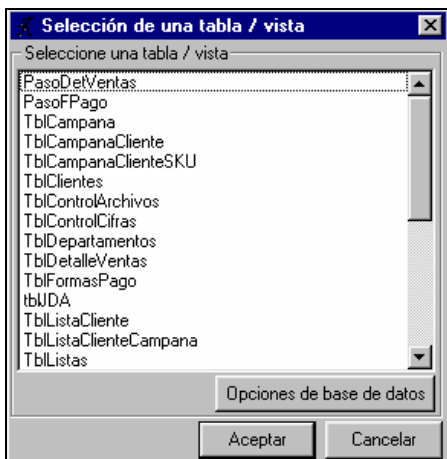 Selección de una tabla / vista
Seleccione una tabla / vista
PasoDetVentas
PasoFPago
TblCampana
TblCampanaCliente
TblCampanaClienteSKU
TblClientes
TblControlArchivos
TblControlCifras
TblDepartamentos
TblDetalleVentas
TblFormasPago
tblJDA
TblListaCliente
TblListaClienteCampana
TblListas
Opciones de base de datos
Aceptar
Cancelar